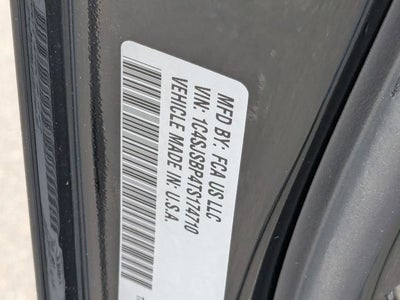 MFD BY: FCA US LLC
VIN: 1C4SJSBP4TS174710
VEHICLE MADE IN: U.S.A.